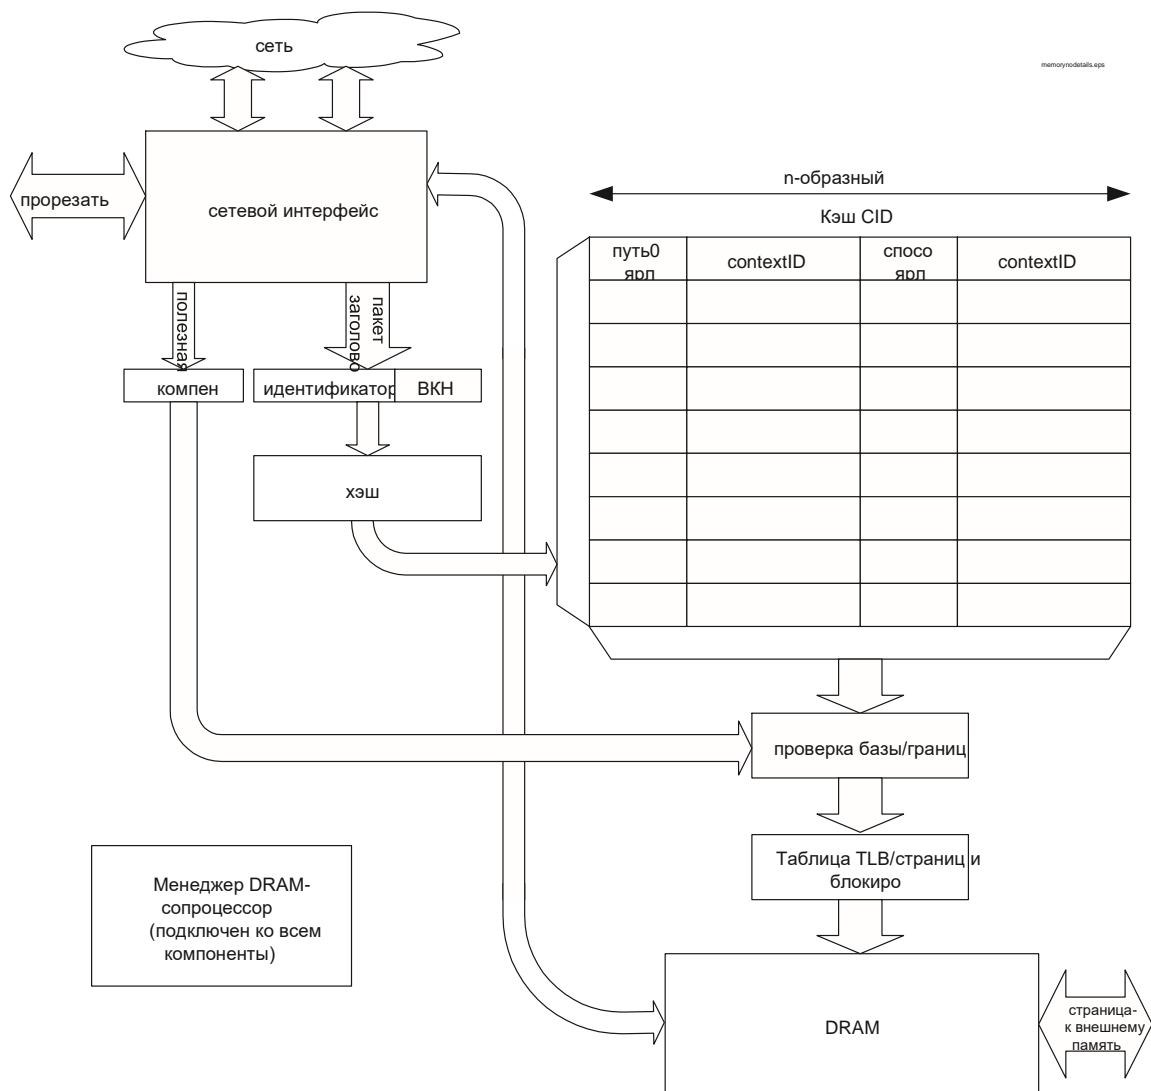 сеть
memorynodetails.eps
n-образный
прорезать
сетевой интерфейс
Кэш CID
путь0
ярл
contextID
спосо
ярл
contextID
полезная
пакет
заголово
компен
идентификатор
ВКН
хэш
проверка базы/границ
Таблица TLB/страниц и
блокиро
Менеджер DRAM-
сопроцессор
(подключен ко всем
компоненты)
DRAM
страница-
к внешнему
память